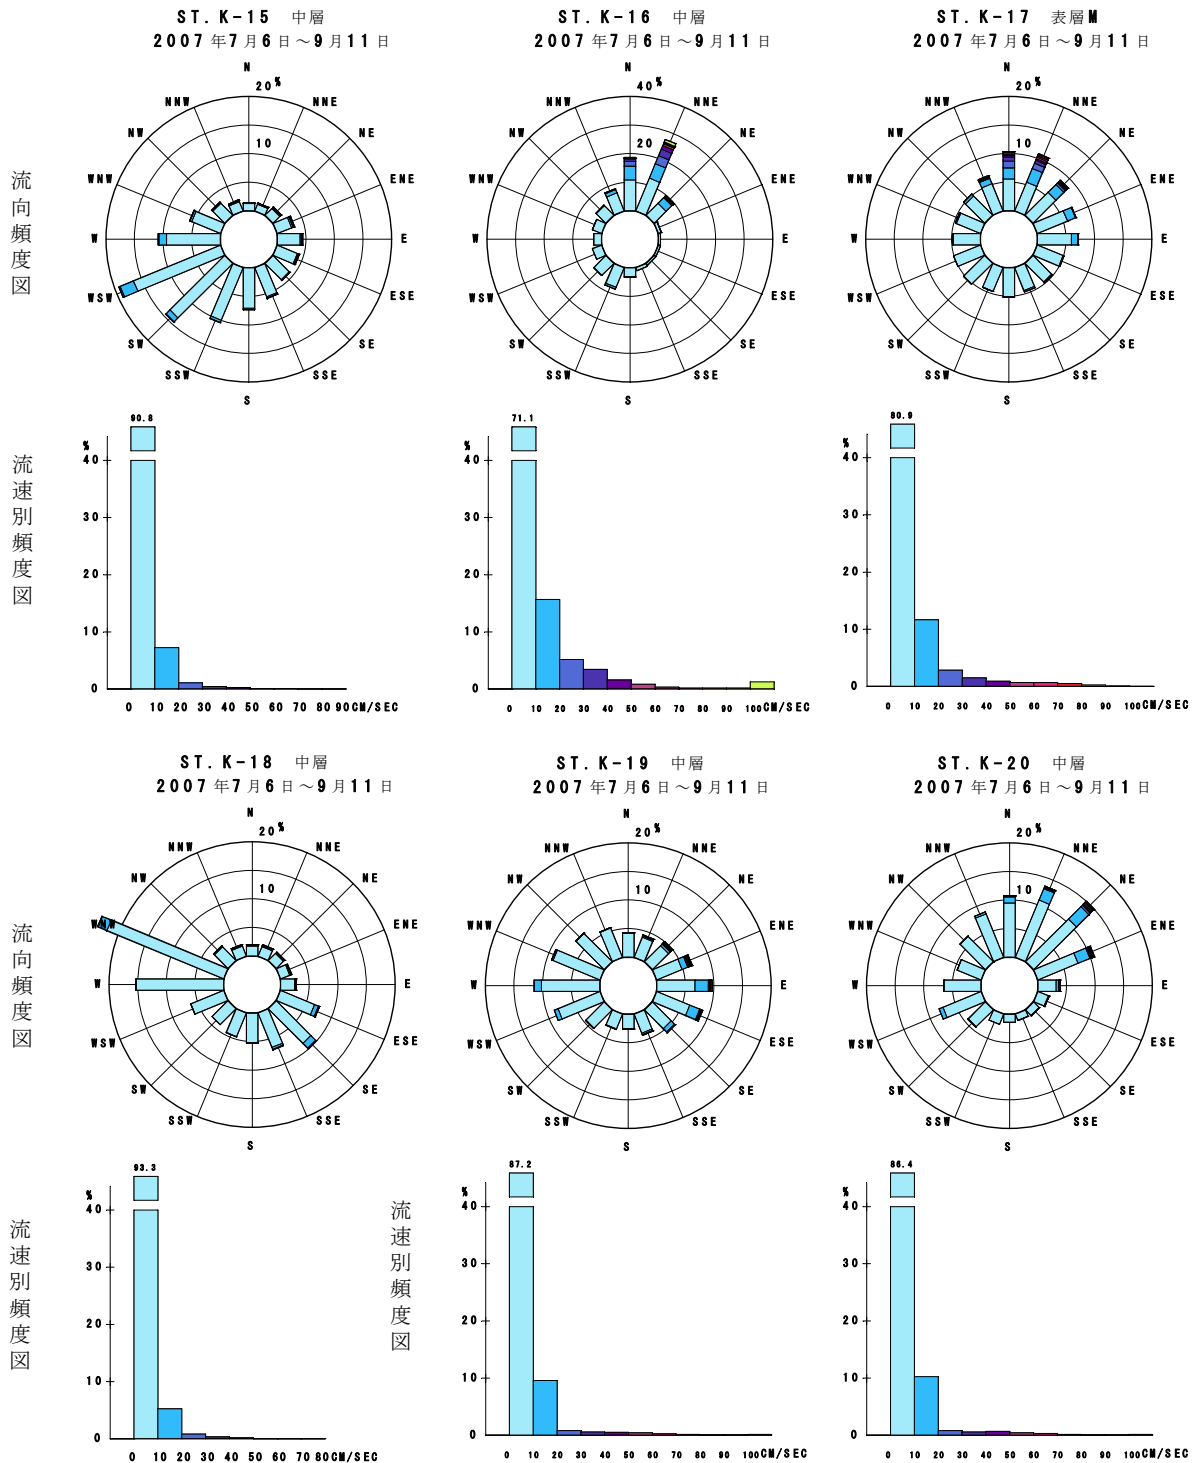 ST. K-15 中層
2007年7月6日～9月11日
ST. K-16 中層
2007年7月6日～9月11日
ST. K-17 表層M
2007年7月6日～9月11日
流向頻度図
N
20%
10
NNW
NNE
NW
NE
WNW
ENE
W
E
WSW
ESE
SW
SE
SSW
SSE
S
N
40%
20
NNW
NNE
NW
NE
WNW
ENE
W
E
WSW
ESE
SW
SE
SSW
SSE
S
N
20%
10
NNW
NNE
NW
NE
WNW
ENE
W
E
WSW
ESE
SW
SE
SSW
SSE
S
流速別頻度図
90.8
%
40
30
20
10
0
0 10 20 30 40 50 60 70 80 90CM/SEC
71.1
%
40
30
20
10
0
0 10 20 30 40 50 60 70 80 90 100CM/SEC
80.9
%
40
30
20
10
0
0 10 20 30 40 50 60 70 80 90 100CM/SEC
ST. K-18 中層
2007年7月6日～9月11日
ST. K-19 中層
2007年7月6日～9月11日
ST. K-20 中層
2007年7月6日～9月11日
流向頻度図
N
20%
10
NNW
NNE
NW
NE
WNW
ENE
W
E
WSW
ESE
SW
SE
SSW
SSE
S
N
20%
10
NNW
NNE
NW
NE
WNW
ENE
W
E
WSW
ESE
SW
SE
SSW
SSE
S
N
20%
10
NNW
NNE
NW
NE
WNW
ENE
W
E
WSW
ESE
SW
SE
SSW
SSE
S
流速別頻度図
93.3
%
40
30
20
10
0
0 10 20 30 40 50 60 70 80CM/SEC
流速別頻度図
87.2
%
40
30
20
10
0
0 10 20 30 40 50 60 70 80 90 100CM/SEC
86.4
%
40
30
20
10
0
0 10 20 30 40 50 60 70 80 90 100CM/SEC